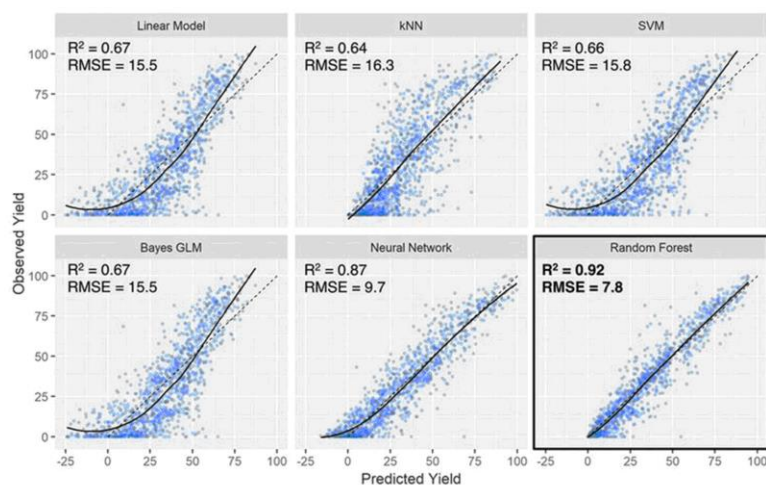 Linear Model
R² = 0.67
RMSE = 15.5
kNN
R² = 0.64
RMSE = 16.3
SVM
R² = 0.66
RMSE = 15.8
100
75
50
25
0
Bayes GLM
R² = 0.67
RMSE = 15.5
Neural Network
R² = 0.87
RMSE = 9.7
Random Forest
R² = 0.92
RMSE = 7.8
100
75
50
25
0
Observed Yield
-25 0 25 50 75 100
-25 0 25 50 75 100
-25 0 25 50 75 100
Predicted Yield